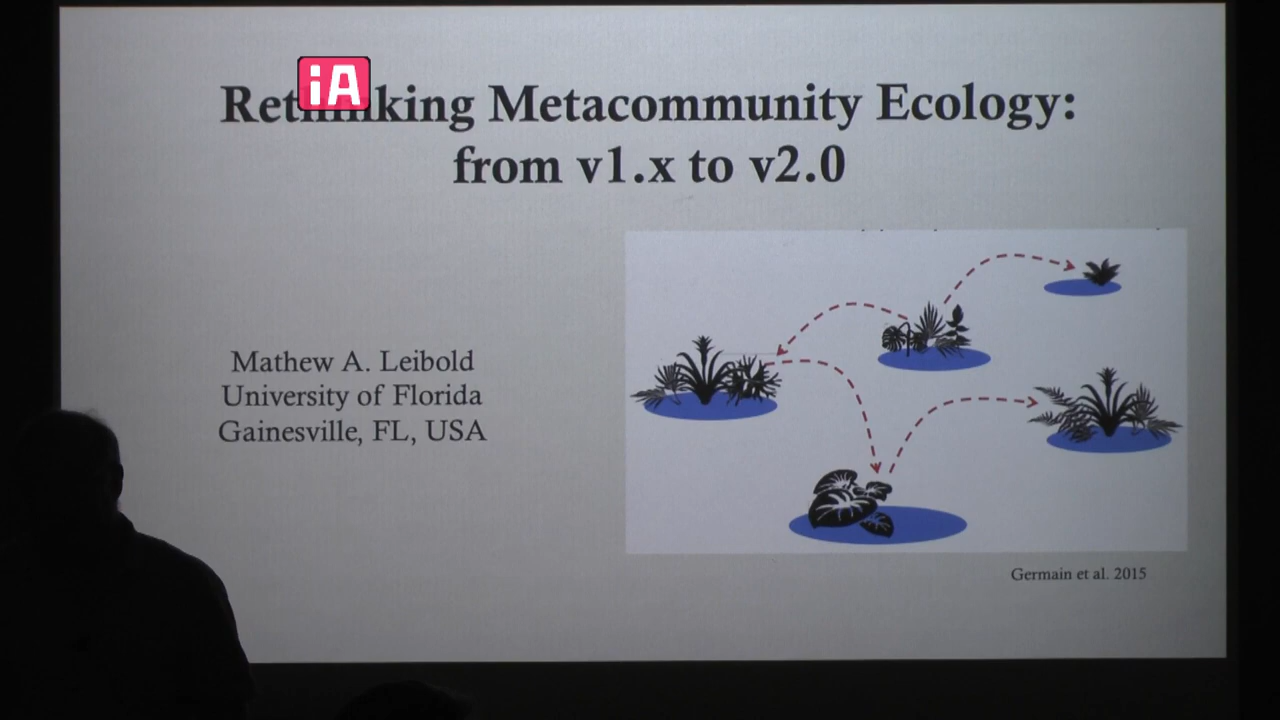 iA
Rethinking Metacommunity Ecology:
from v1.x to v2.0
Mathew A. Leibold
University of Florida
Gainesville, FL, USA
Germain et al. 2015